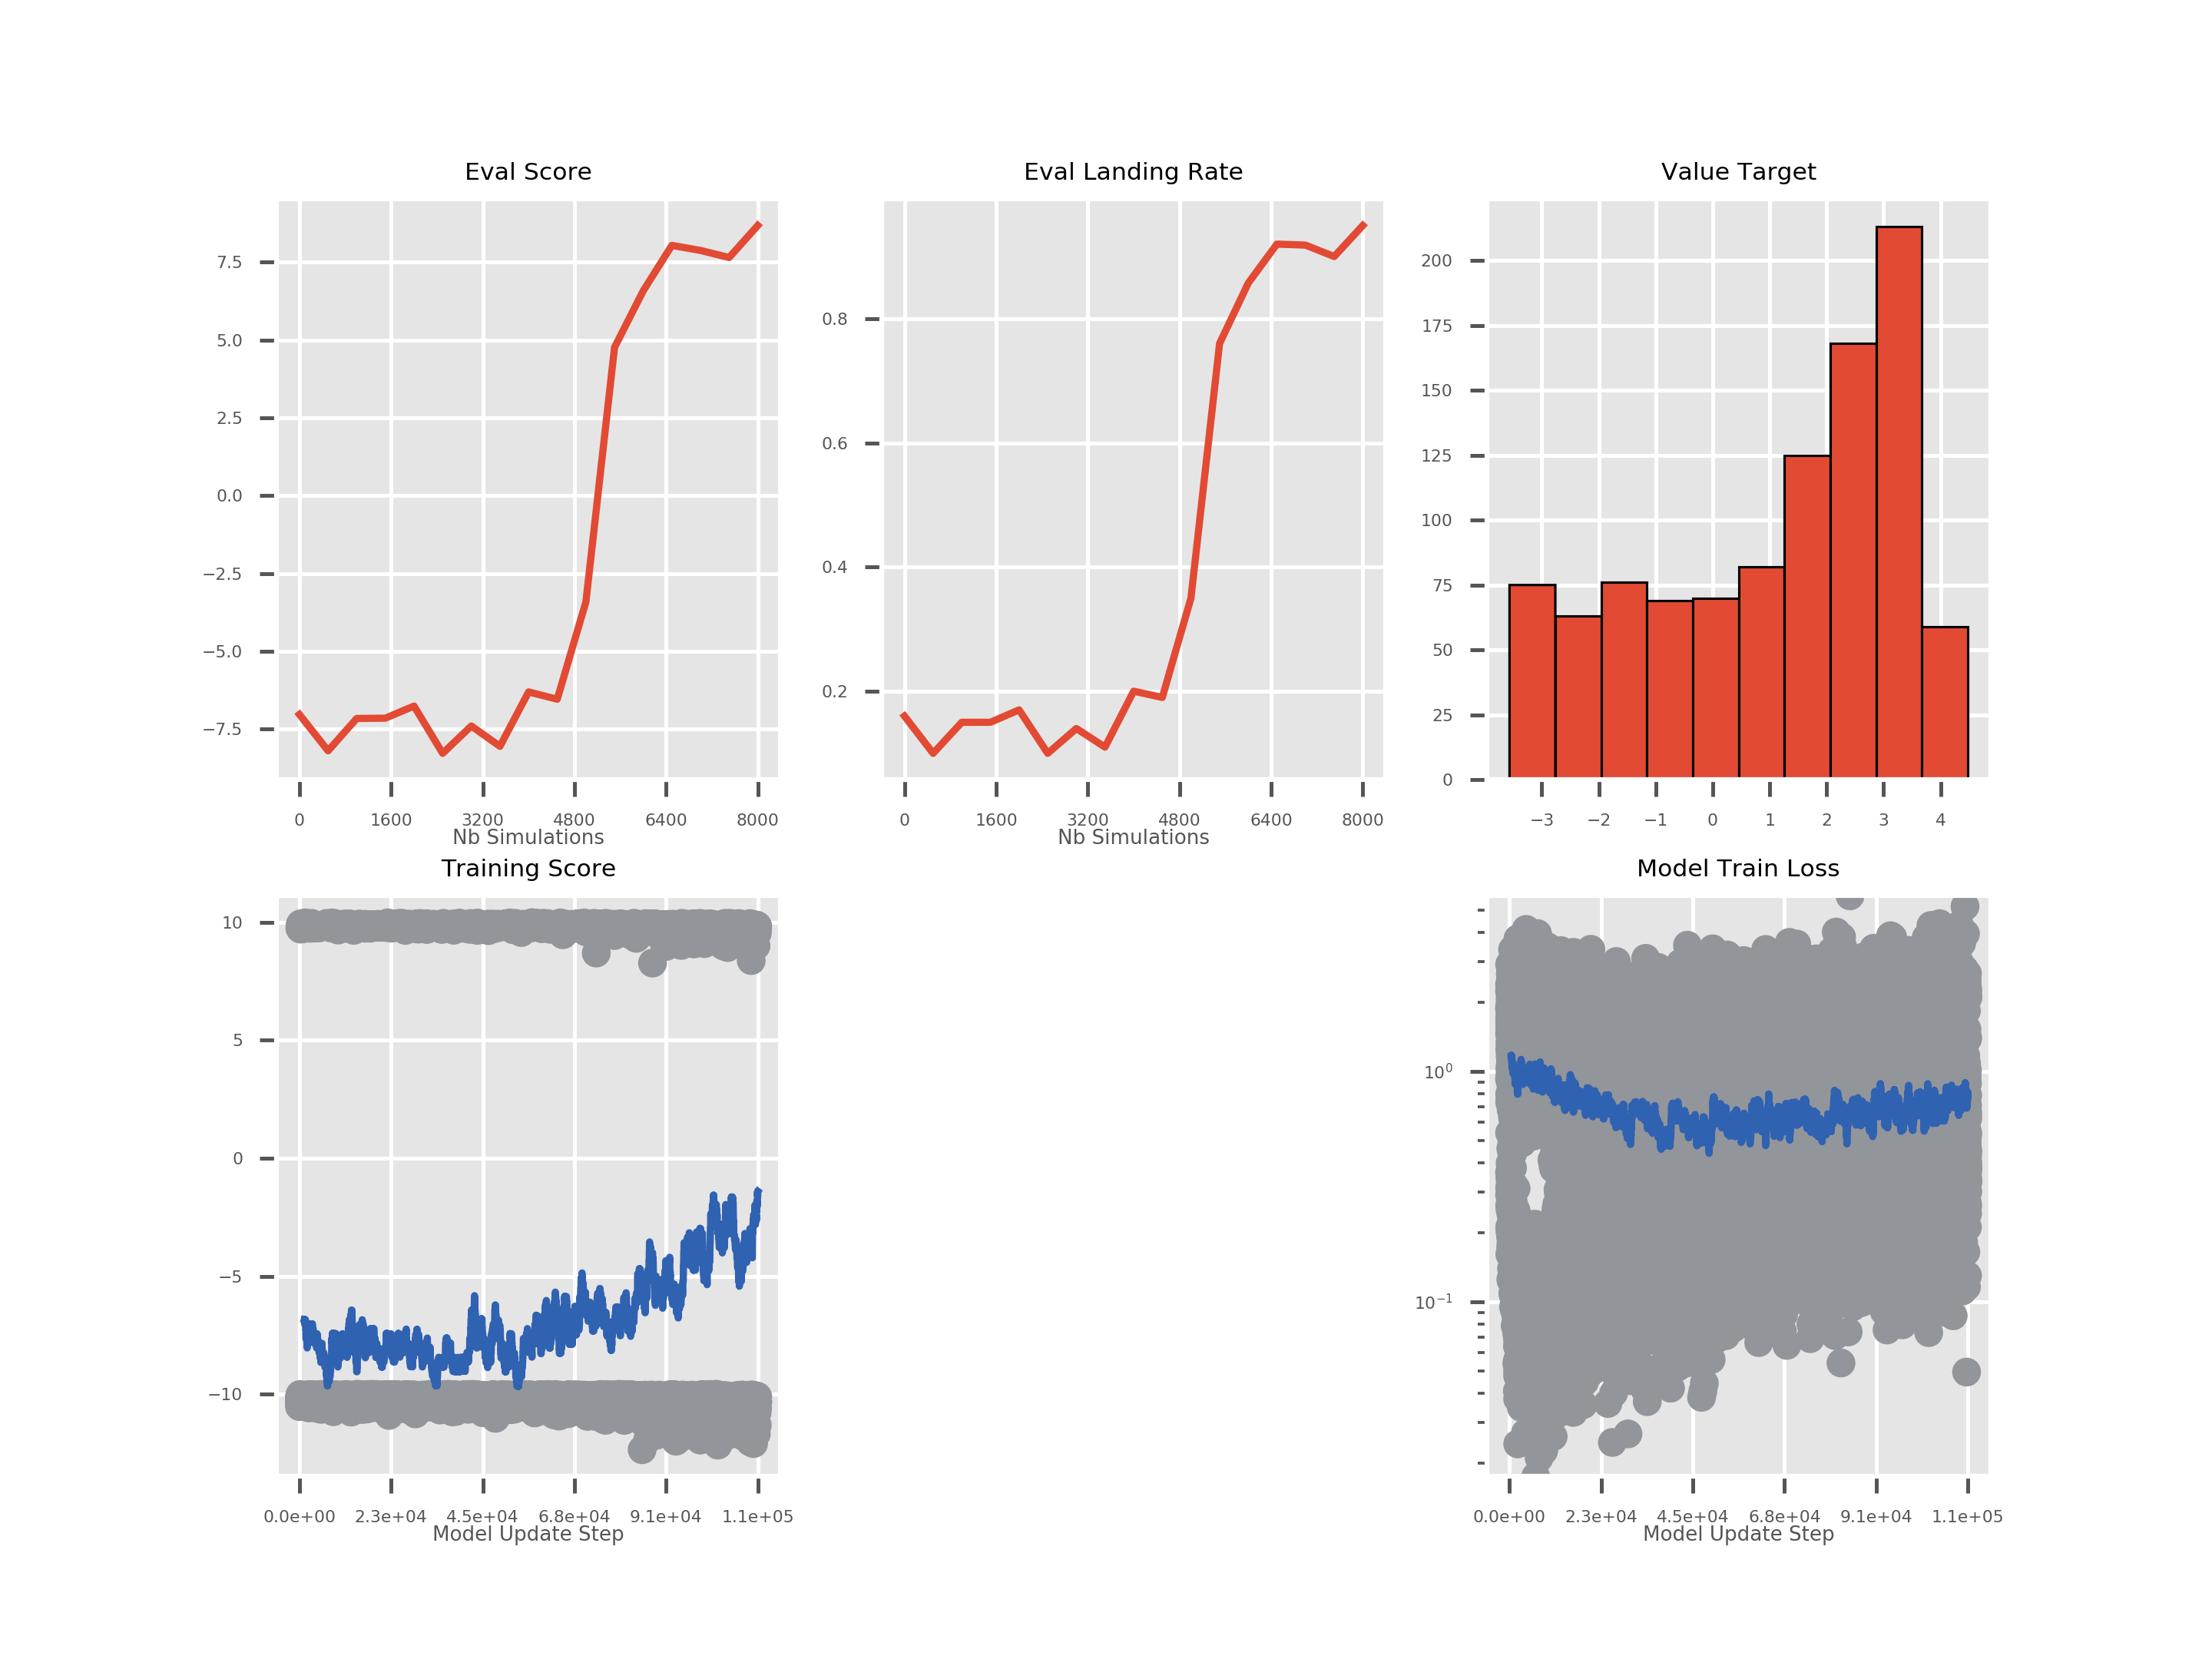 Eval Score
7.5
5.0
2.5
0.0
−2.5
−5.0
−7.5
0 1600 3200 4800 6400 8000
Nb Simulations
Eval Landing Rate
0.8
0.6
0.4
0.2
0 1600 3200 4800 6400 8000
Nb Simulations
Value Target
200
175
150
125
100
75
50
25
0
−3 −2 −1 0 1 2 3 4
Training Score
10
5
0
−5
−10
0.0e+00 2.3e+04 4.5e+04 6.8e+04 9.1e+04 1.1e+05
Model Update Step
Model Train Loss
10⁰
10⁻¹
0.0e+00 2.3e+04 4.5e+04 6.8e+04 9.1e+04 1.1e+05
Model Update Step